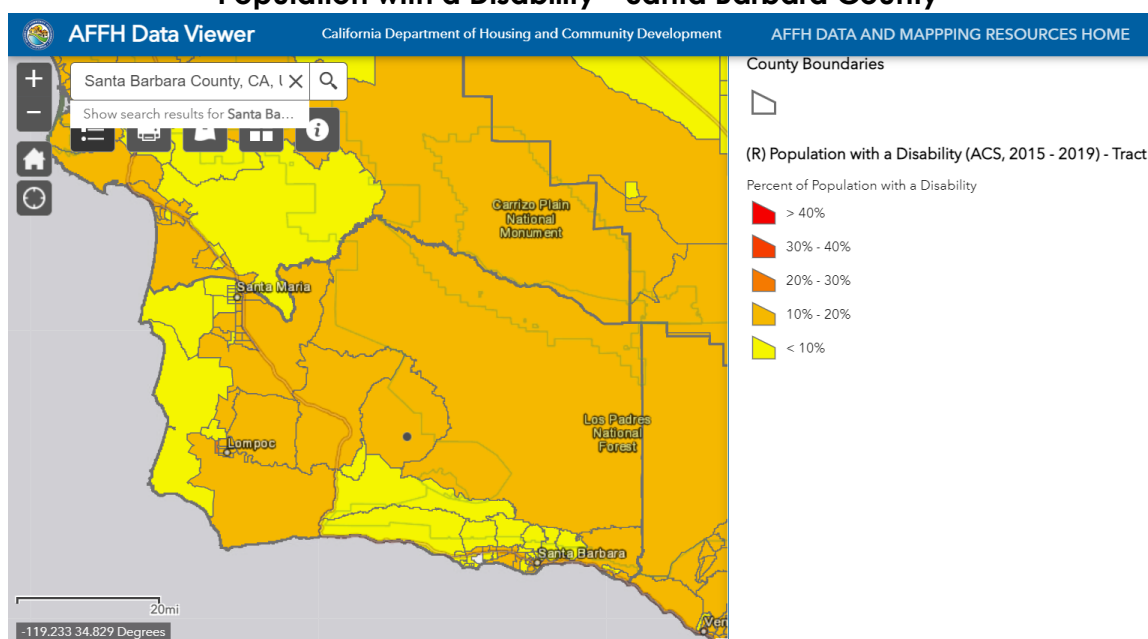 Population with a Disability – Santa Barbara County
AFFH Data Viewer
California Department of Housing and Community Development
AFFH DATA AND MAPPPING RESOURCES HOME
Santa Barbara County, CA, U
Show search results for Santa Ba...
County Boundaries
(R) Population with a Disability (ACS, 2015 - 2019) - Tract
Percent of Population with a Disability
> 40%
30% - 40%
20% - 30%
10% - 20%
< 10%
Carrizo Plain
National
Monument
Santa Maria
Los Padres
National
Forest
Lompoc
Santa Barbara
Ven
20mi
-119.233 34.829 Degrees